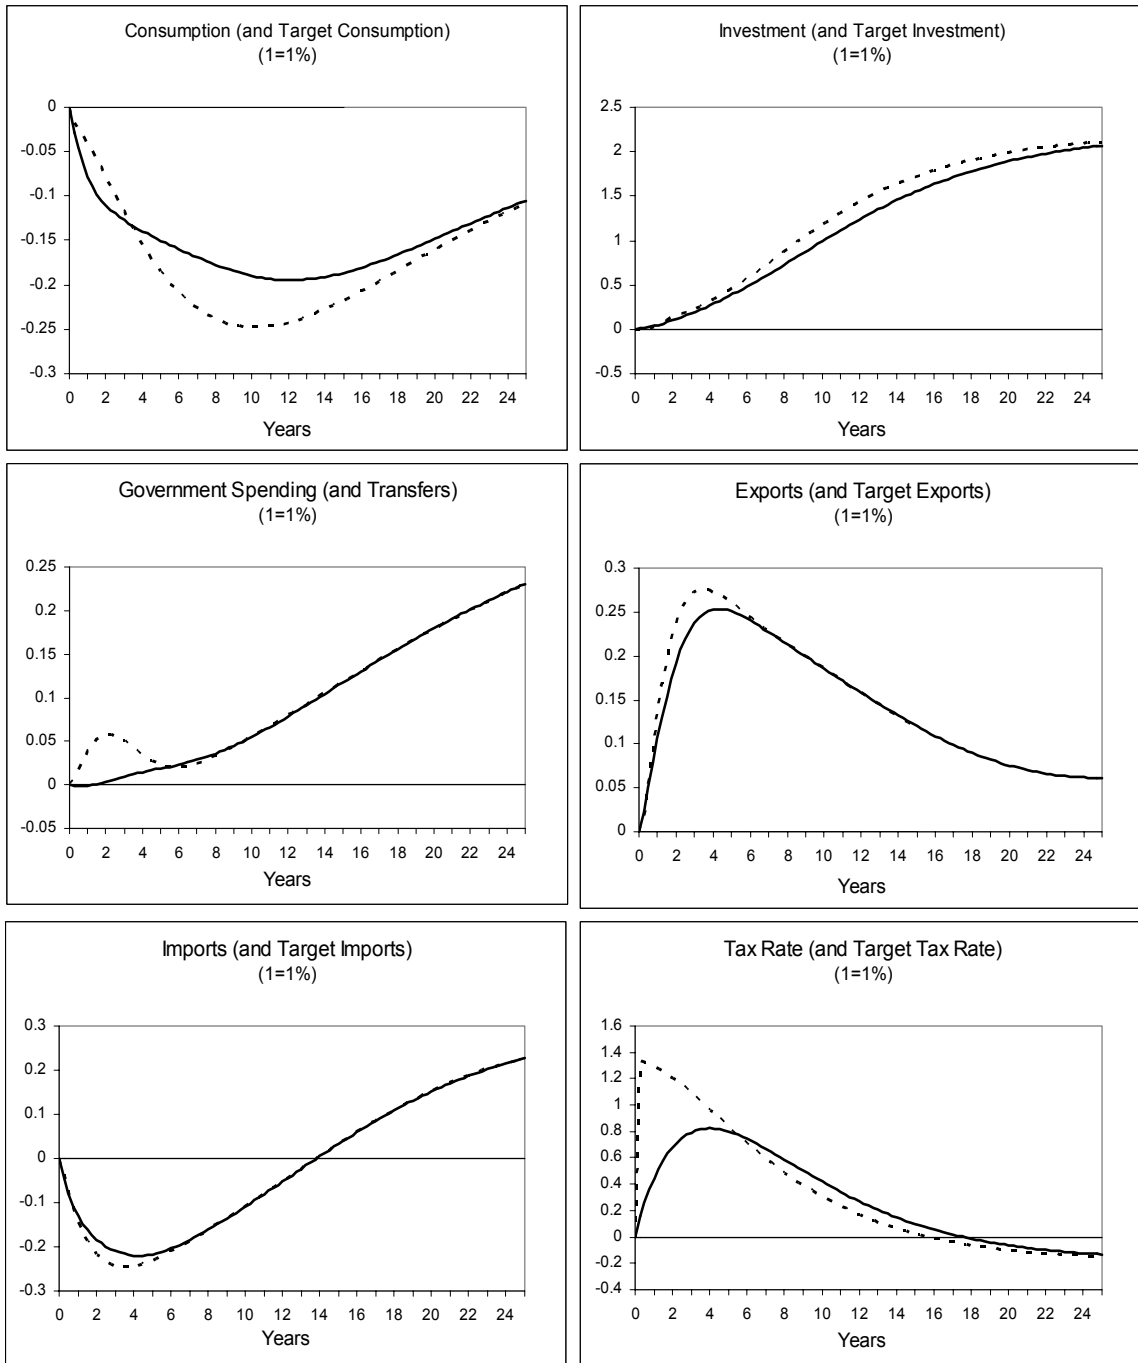 Consumption (and Target Consumption)
(1=1%)
0
-0.05
-0.1
-0.15
-0.2
-0.25
-0.3
0 2 4 6 8 10 12 14 16 18 20 22 24
Years
Investment (and Target Investment)
(1=1%)
2.5
2
1.5
1
0.5
0
-0.5
0 2 4 6 8 10 12 14 16 18 20 22 24
Years
Government Spending (and Transfers)
(1=1%)
0.25
0.2
0.15
0.1
0.05
0
-0.05
0 2 4 6 8 10 12 14 16 18 20 22 24
Years
Exports (and Target Exports)
(1=1%)
0.3
0.25
0.2
0.15
0.1
0.05
0
0 2 4 6 8 10 12 14 16 18 20 22 24
Years
Imports (and Target Imports)
(1=1%)
0.3
0.2
0.1
0
-0.1
-0.2
-0.3
0 2 4 6 8 10 12 14 16 18 20 22 24
Years
Tax Rate (and Target Tax Rate)
(1=1%)
1.6
1.4
1.2
1
0.8
0.6
0.4
0.2
0
-0.2
-0.4
0 2 4 6 8 10 12 14 16 18 20 22 24
Years